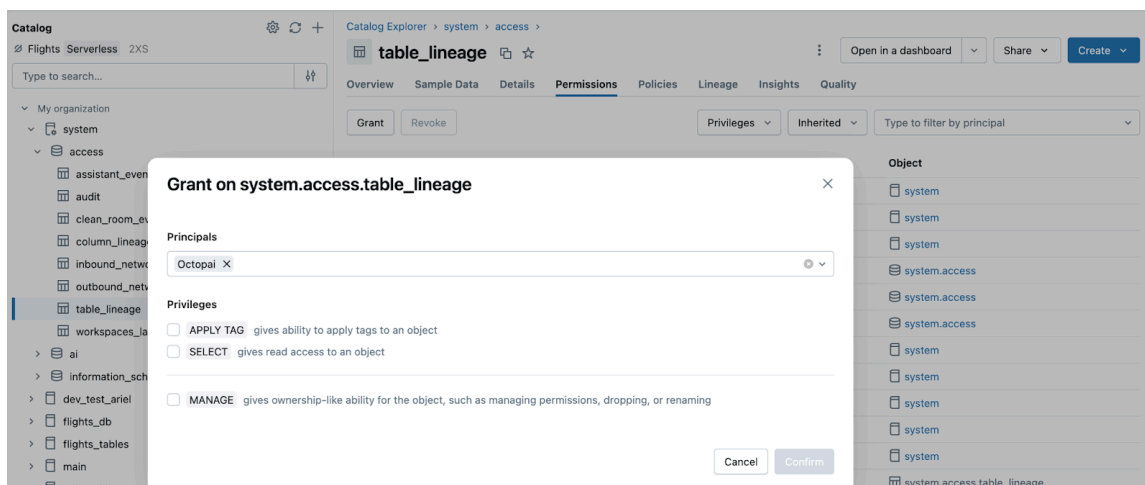 Catalog
Flights Serverless 2XS
Type to search...
My organization
system
access
assistant_even
audit
clean_room_ev
column_lineag
inbound_netwo
outbound_netw
table_lineage
workspaces_la
ai
information_sch
dev_test_ariel
flights_db
flights_tables
main
Catalog Explorer > system > access >
table_lineage
Open in a dashboard
Share
Create
Overview Sample Data Details Permissions Policies Lineage Insights Quality
Grant Revoke Privileges Inherited Type to filter by principal
Object
system
system
system
system.access
system.access
system.access
system
system
system
system
system
system.access.table_lineage
Grant on system.access.table_lineage
Principals
Octopai
Privileges
APPLY TAG gives ability to apply tags to an object
SELECT gives read access to an object
MANAGE gives ownership-like ability for the object, such as managing permissions, dropping, or renaming
Cancel Confirm